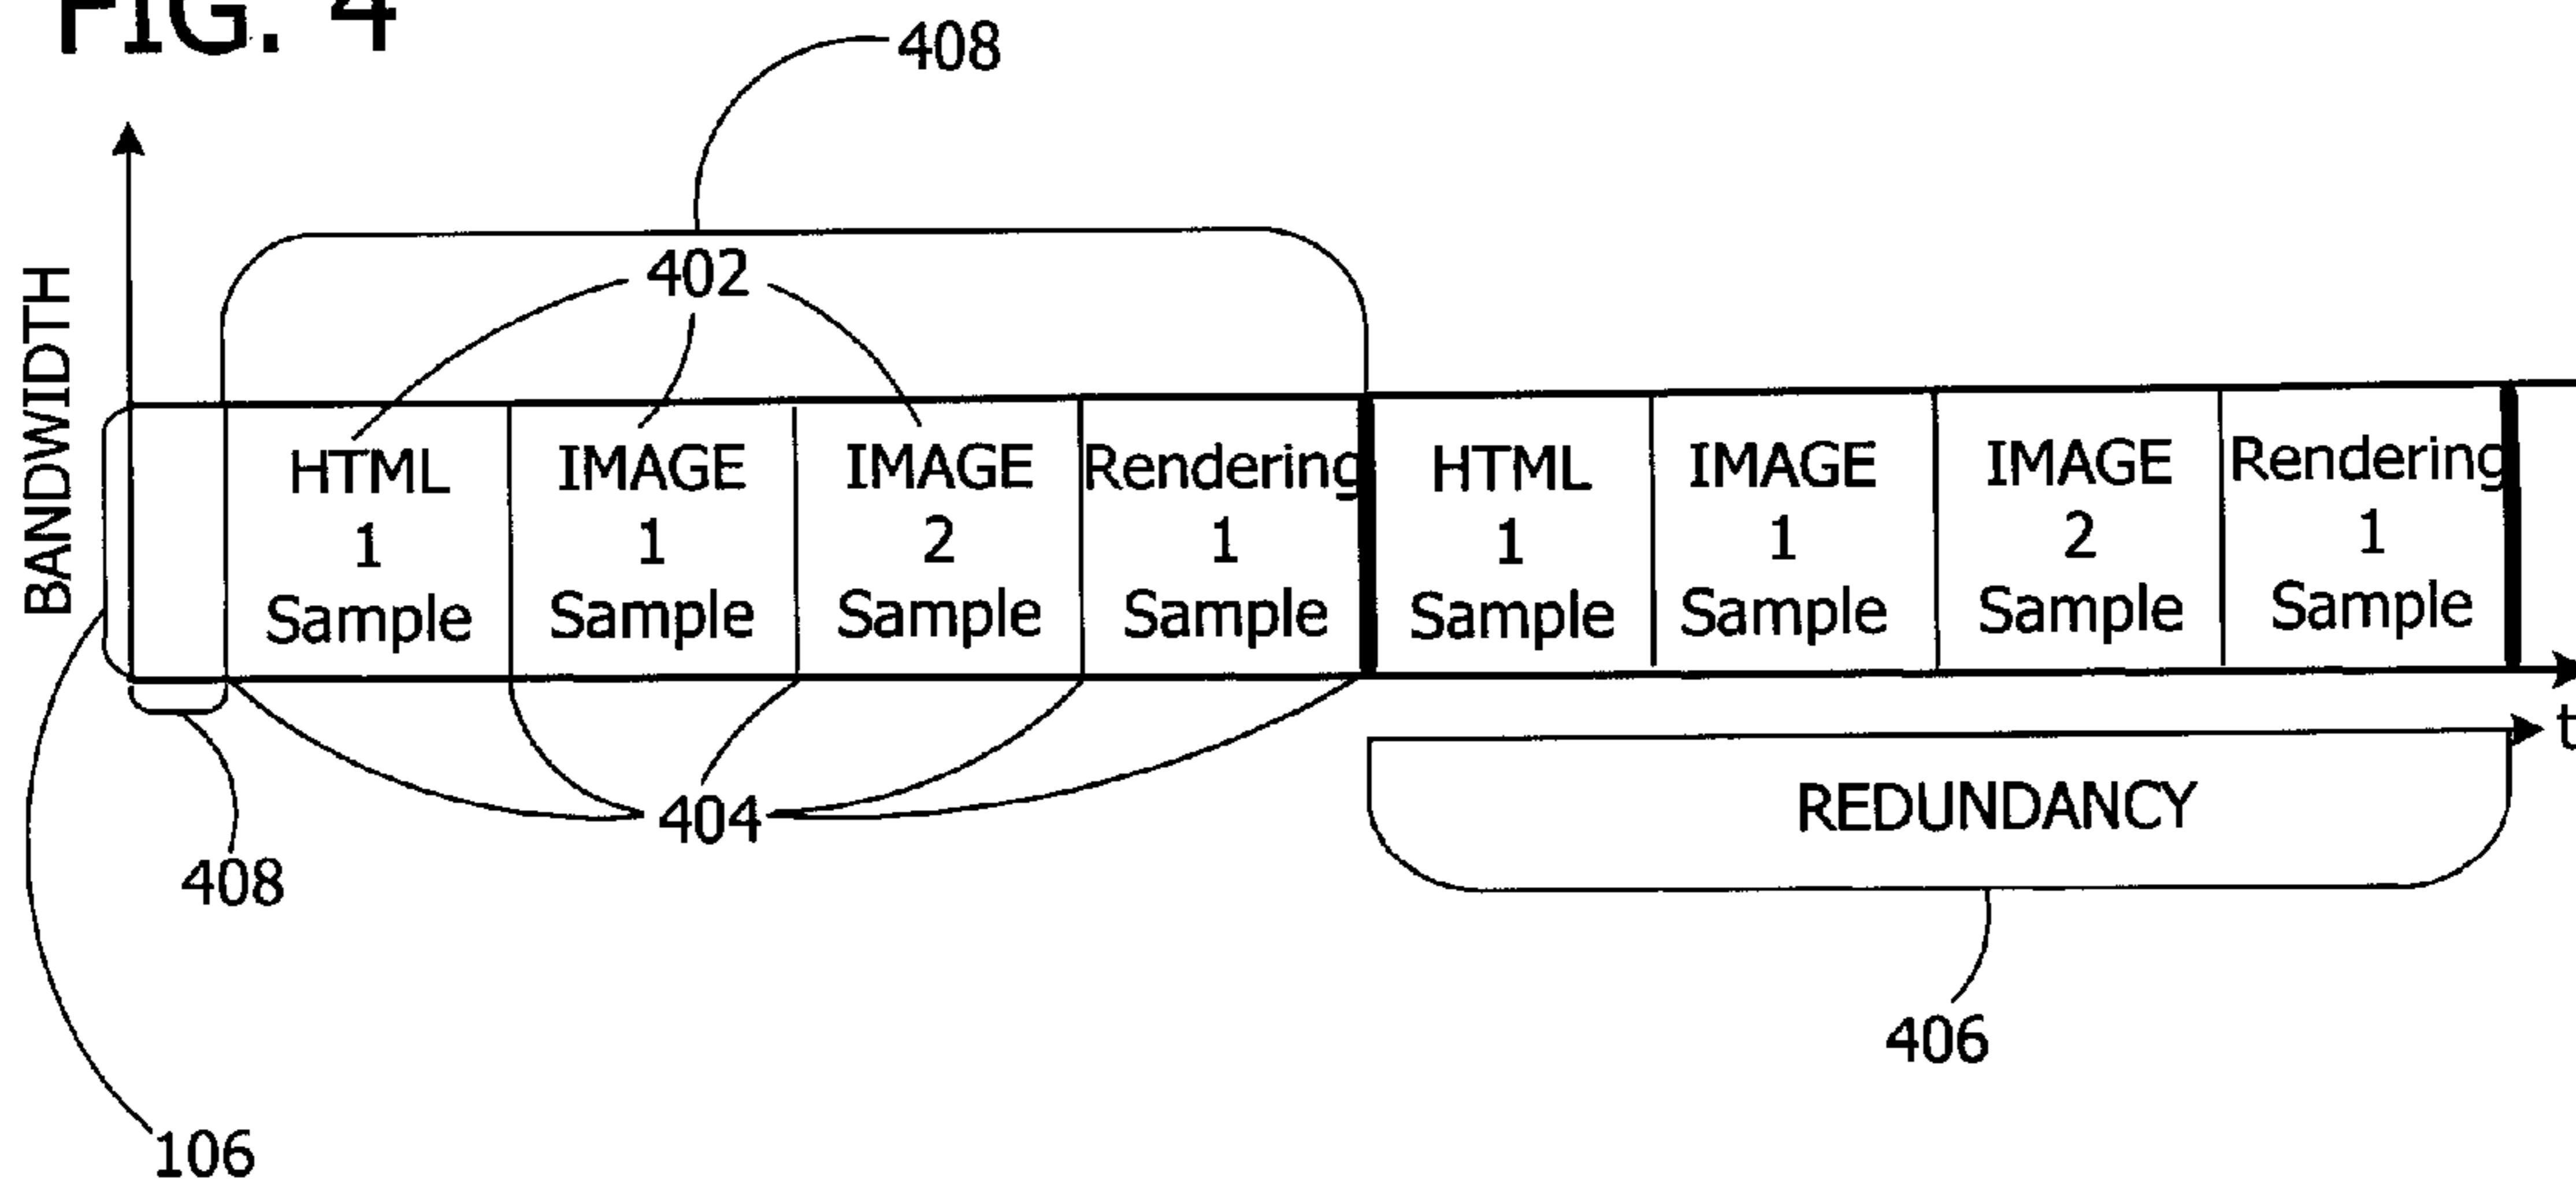 FIG. 4
408
402
BANDWIDTH
HTML
1
Sample
IMAGE
1
Sample
IMAGE
2
Sample
Rendering
1
Sample
HTML
1
Sample
IMAGE
1
Sample
IMAGE
2
Sample
Rendering
1
Sample
t
404
REDUNDANCY
408
406
106